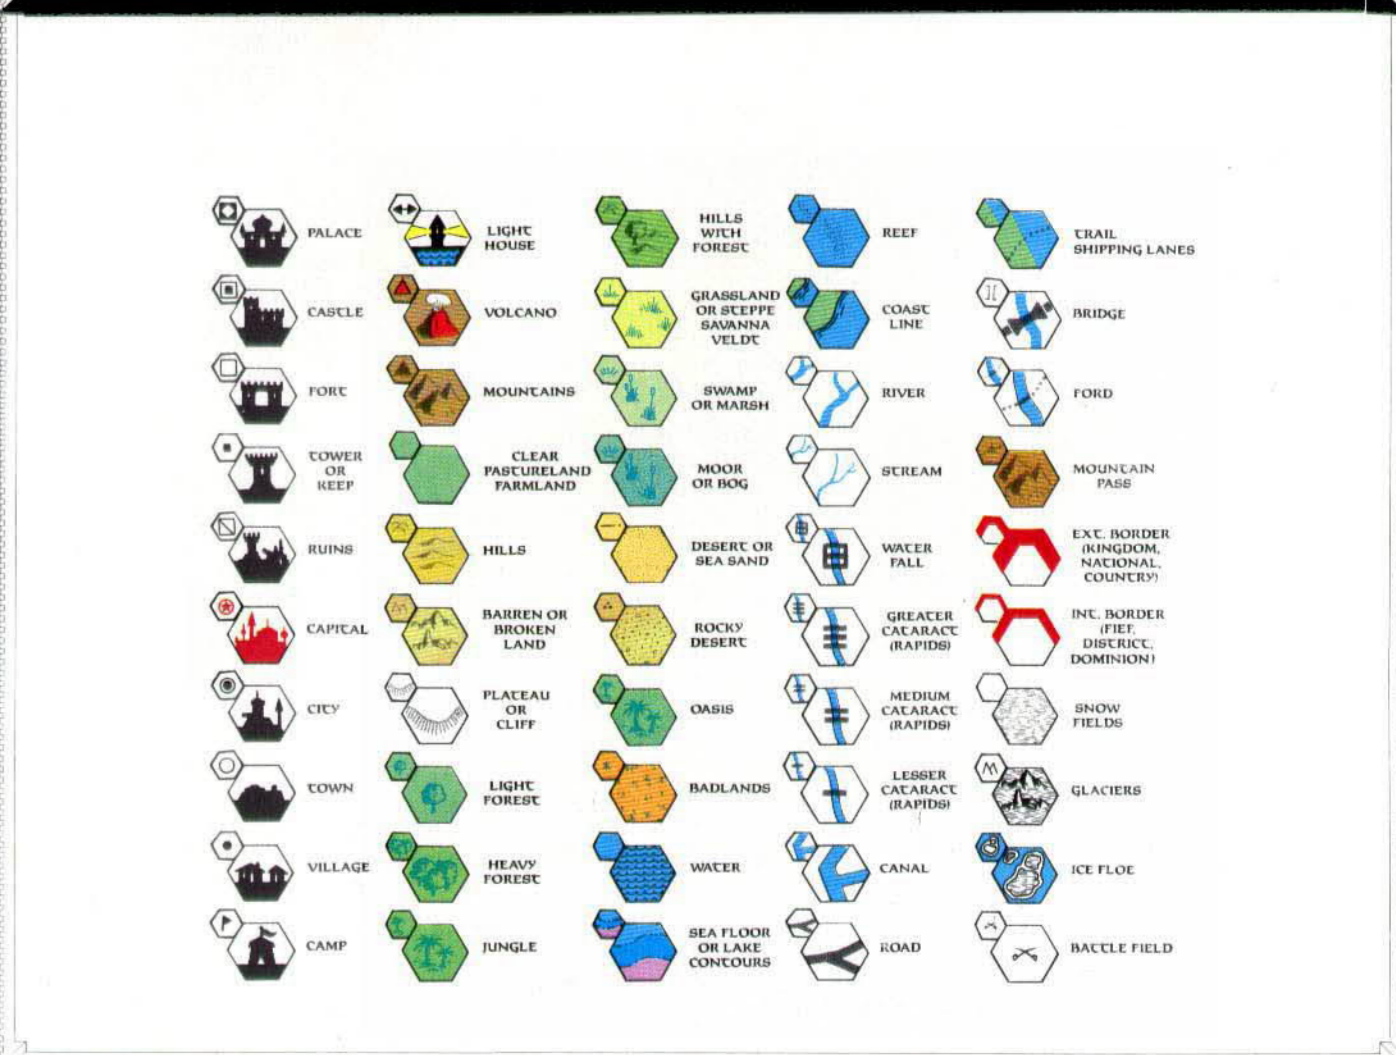 PALACE
CASTLE
FORT
TOWER
OR
KEEP
RUINS
CAPITAL
CITY
TOWN
VILLAGE
CAMP
LIGHT
HOUSE
VOLCANO
MOUNTAINS
CLEAR
PASTURELAND
FARMLAND
HILLS
BARREN OR
BROKEN
LAND
PLATEAU
OR
CLIFF
LIGHT
FOREST
HEAVY
FOREST
JUNGLE
HILLS
WITH
FOREST
GRASSLAND
OR STEPPE
SAVANNA
VELDT
SWAMP
OR MARSH
MOOR
OR BOG
DESERT OR
SEA SAND
ROCKY
DESERT
OASIS
BADLANDS
WATER
SEA FLOOR
OR LAKE
CONTOURS
REEF
COAST
LINE
RIVER
STREAM
WATER
FALL
GREATER
CATARACT
(RAPIDS)
MEDIUM
CATARACT
(RAPIDS)
LESSER
CATARACT
(RAPIDS)
CANAL
ROAD
TRAIL
SHIPPING LANES
BRIDGE
FORD
MOUNTAIN
PASS
EXT. BORDER
(KINGDOM,
NATIONAL,
COUNTRY)
INT. BORDER
(FIEF,
DISTRICT,
DOMINION)
SNOW
FIELDS
GLACIERS
ICE FLOE
BATTLE FIELD